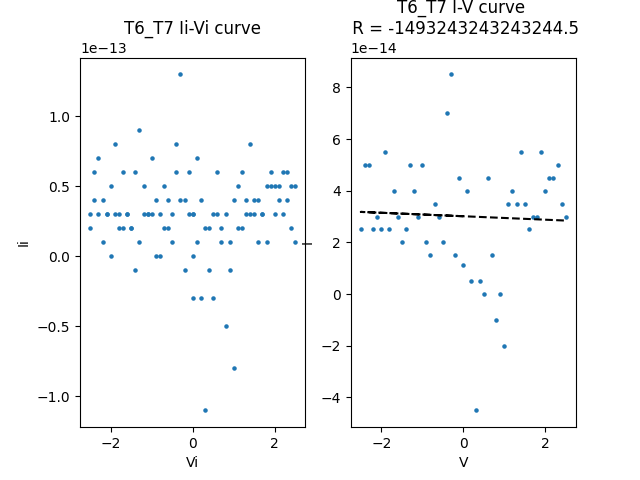 T6_T7 Ii-Vi curve
1e−13
1.0
0.5
0.0
−0.5
−1.0
Ii
−2
0
2
Vi
T6_T7 I-V curve
R = -1493243243243244.5
1e−14
8
6
4
2
0
−2
−4
I
−2
0
2
V